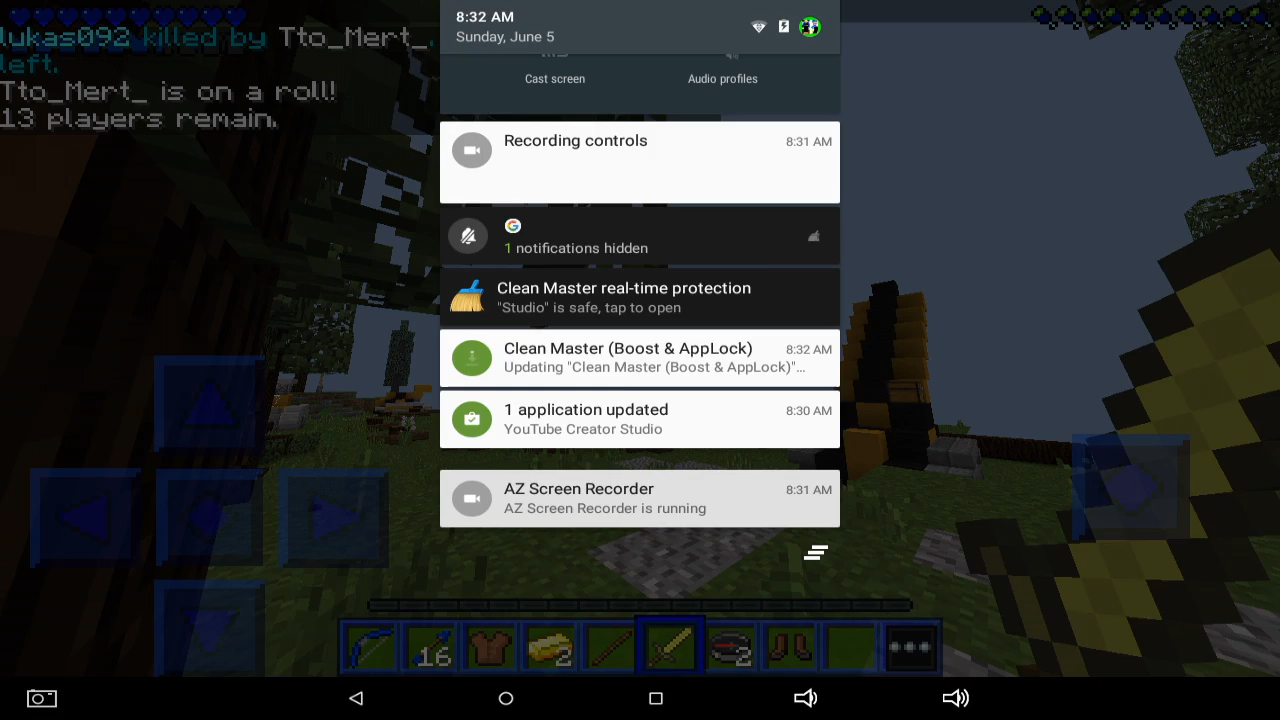 lukas092 killed by Tto_Mert_.
left.
Tto_Mert_ is on a roll!
13 players remain.
8:32 AM
Sunday, June 5
Cast screen
Audio profiles
Recording controls
8:31 AM
1 notifications hidden
Clean Master real-time protection
"Studio" is safe, tap to open
Clean Master (Boost & AppLock)
8:32 AM
Updating "Clean Master (Boost & AppLock)"…
1 application updated
8:30 AM
YouTube Creator Studio
AZ Screen Recorder
8:31 AM
AZ Screen Recorder is running
16
2
2